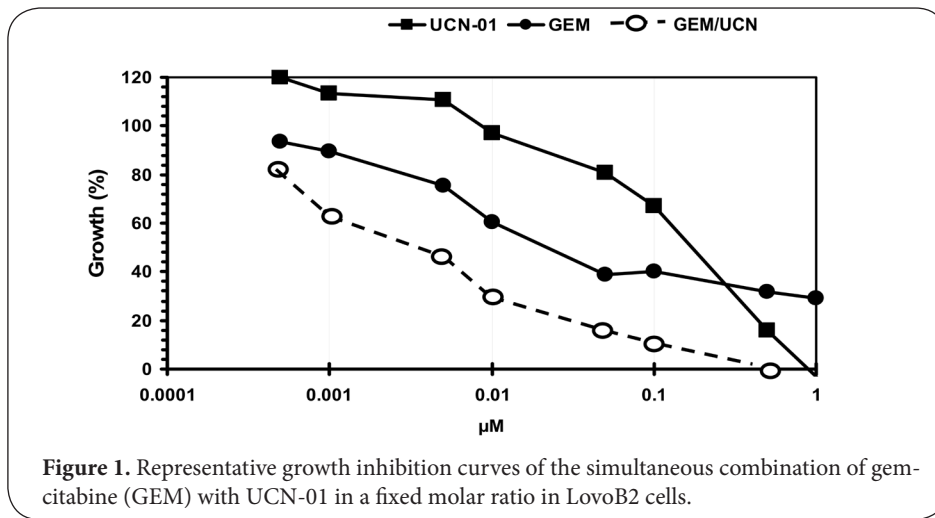 UCN-01 GEM GEM/UCN
120
100
80
60
40
20
0
Growth (%)
0.0001 0.001 0.01 0.1 1
µM
Figure 1. Representative growth inhibition curves of the simultaneous combination of gem-
citabine (GEM) with UCN-01 in a fixed molar ratio in LovoB2 cells.